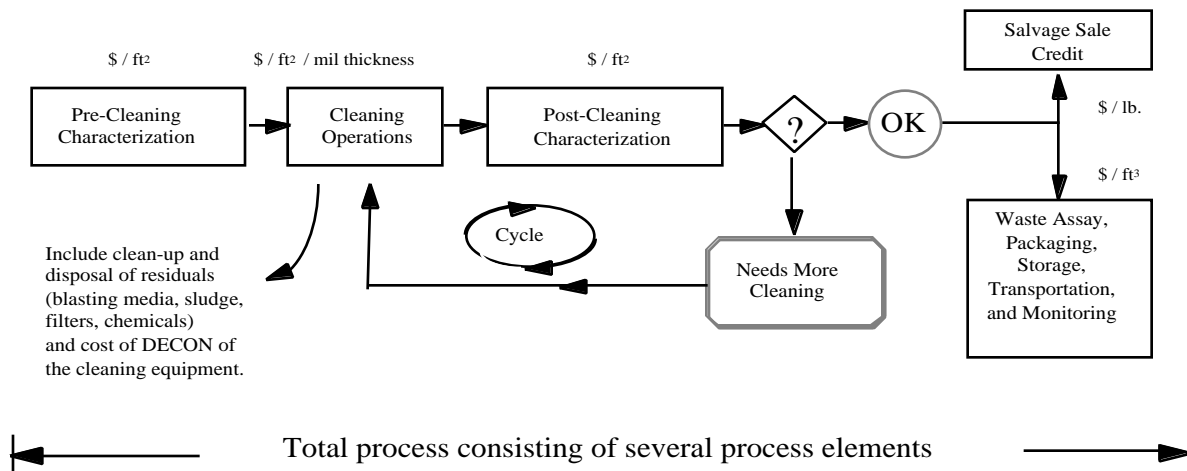 $ / ft2
$ / ft2 / mil thickness
$ / ft2
Salvage Sale
Credit
Pre-Cleaning
Characterization
Cleaning
Operations
Post-Cleaning
Characterization
?
OK
$ / lb.
$ / ft3
Cycle
Needs More
Cleaning
Waste Assay,
Packaging,
Storage,
Transportation,
and Monitoring
Include clean-up and
disposal of residuals
(blasting media, sludge,
filters, chemicals)
and cost of DECON of
the cleaning equipment.
Total process consisting of several process elements